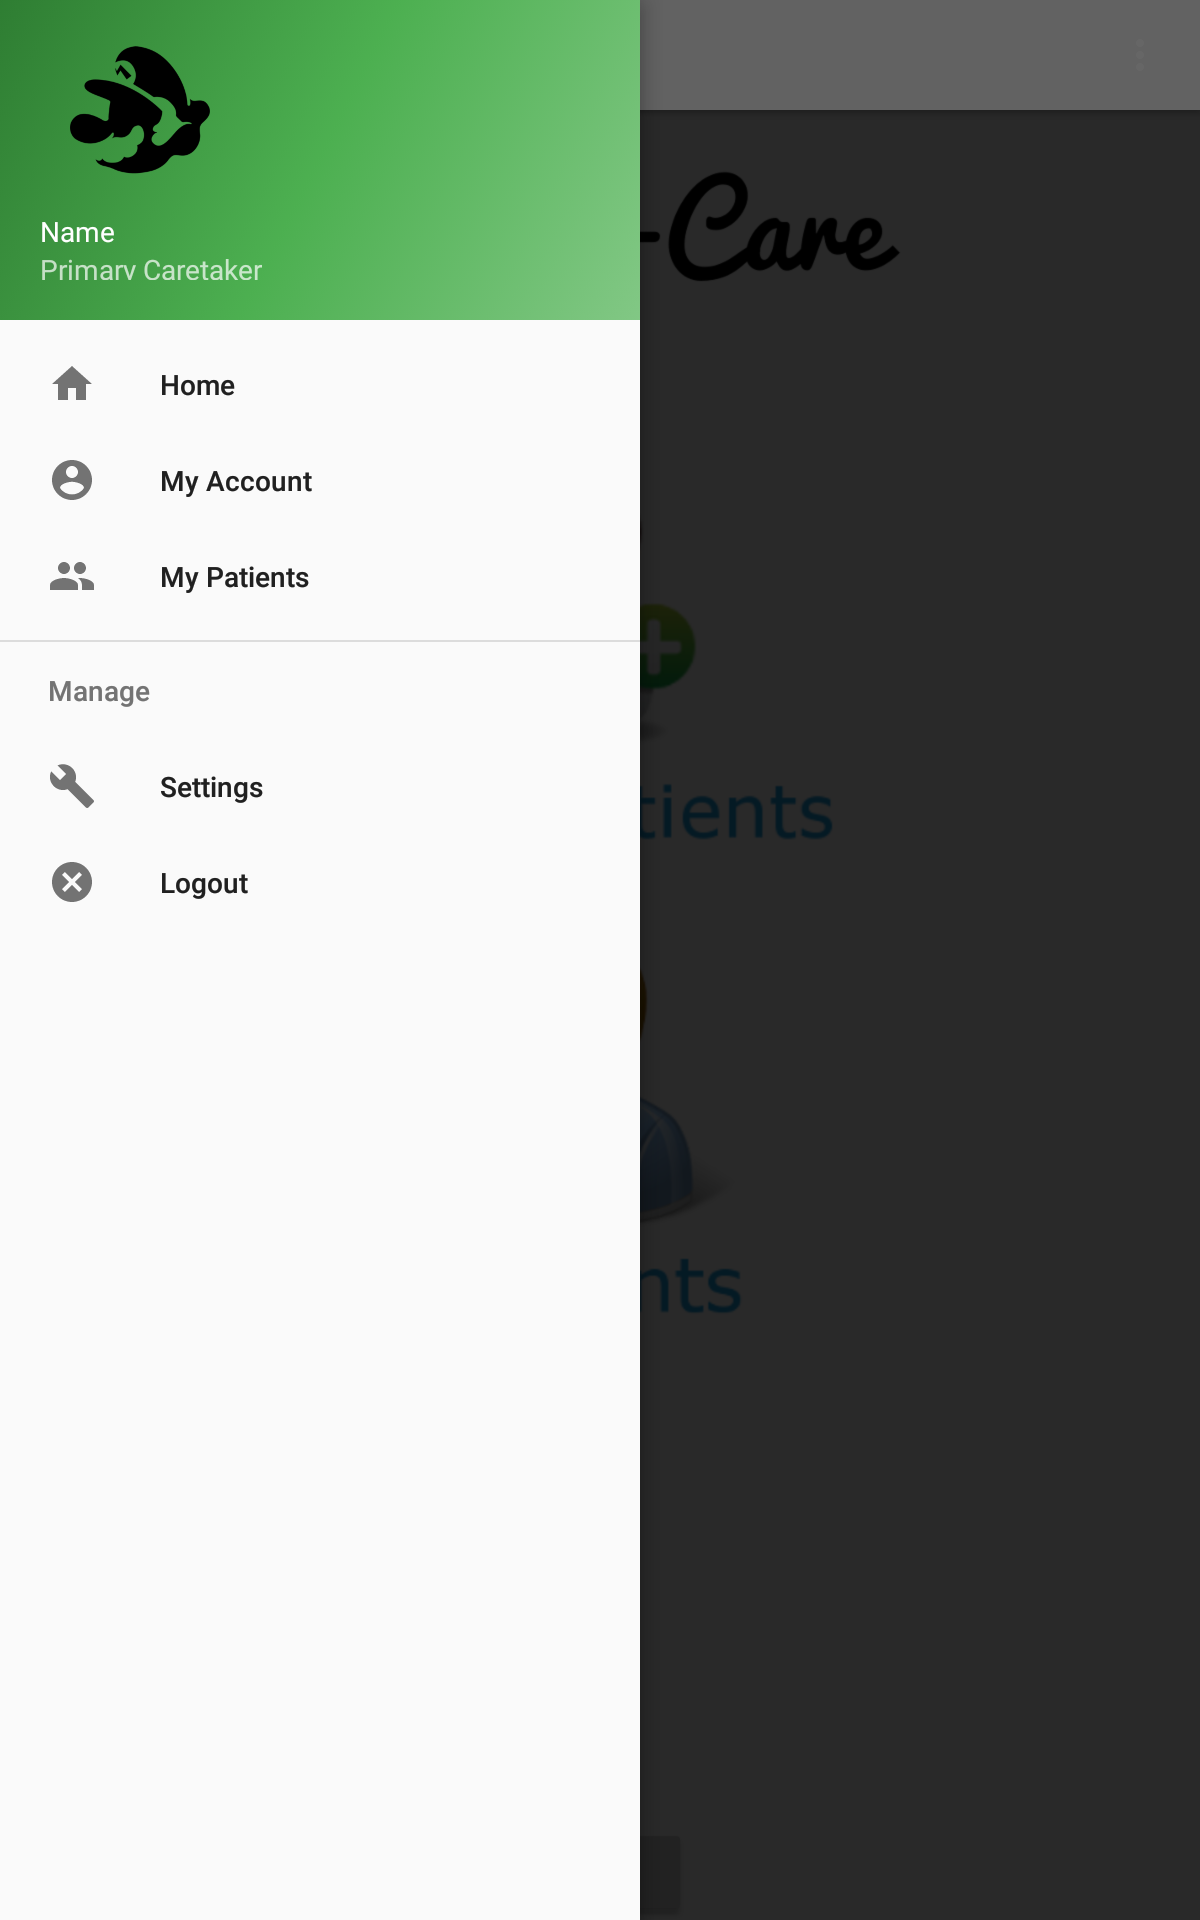 Name
Primary Caretaker
Home
My Account
My Patients
Manage
Settings
Logout
-Care
tients
nts